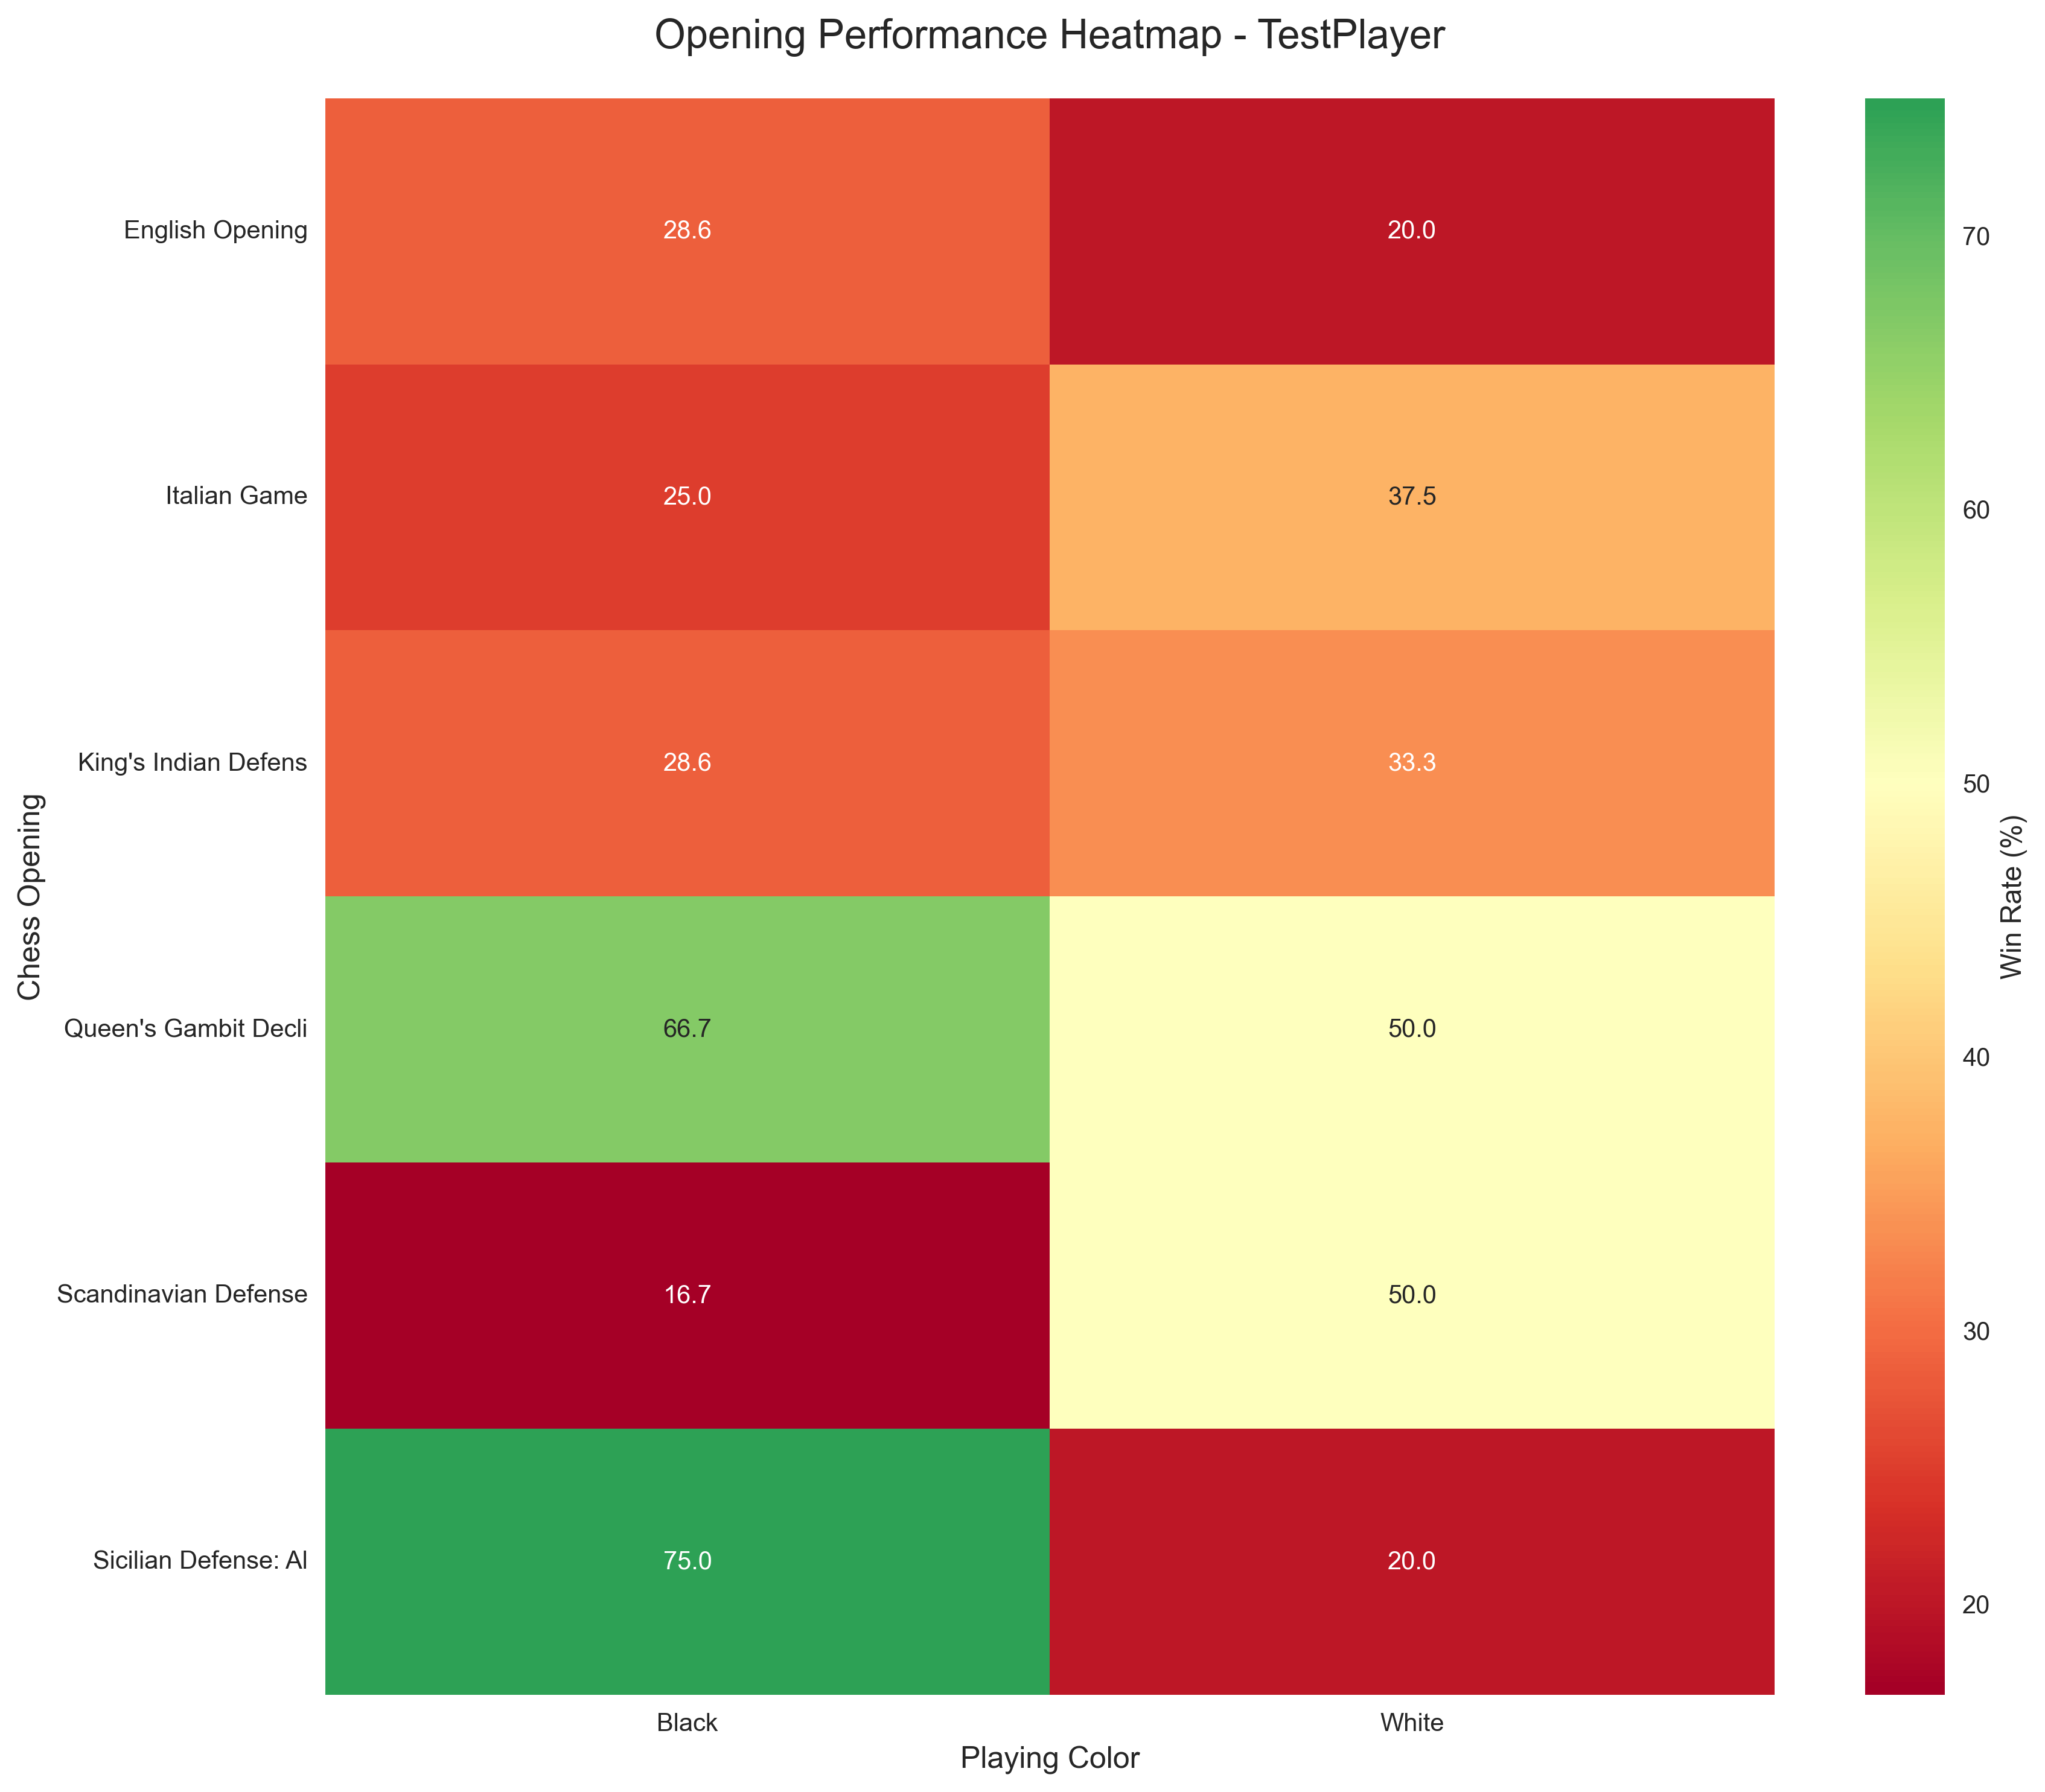 Opening Performance Heatmap - TestPlayer
Chess Opening
English Opening
28.6
20.0
Italian Game
25.0
37.5
King's Indian Defens
28.6
33.3
Queen's Gambit Decli
66.7
50.0
Scandinavian Defense
16.7
50.0
Sicilian Defense: Al
75.0
20.0
Black
White
Playing Color
70
60
50
40
30
20
Win Rate (%)